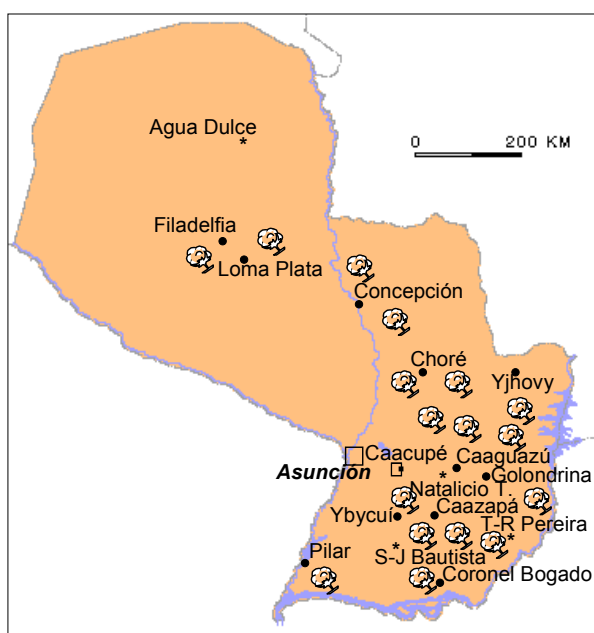 Agua Dulce
0 200 KM
Filadelfia
Loma Plata
Concepción
Choré
Yjhovy
Caacupé
Caaguazú
Asunción
Golondrina
Natalicio T.
Ybycuí
Caazapá
T-R Pereira
S-J Bautista
Pilar
Coronel Bogado